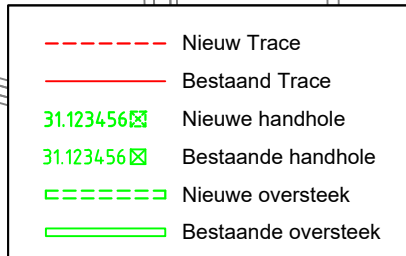 Nieuw Trace
Bestaand Trace
31.123456 Nieuwe handhole
31.123456 Bestaande handhole
Nieuwe oversteek
Bestaande oversteek